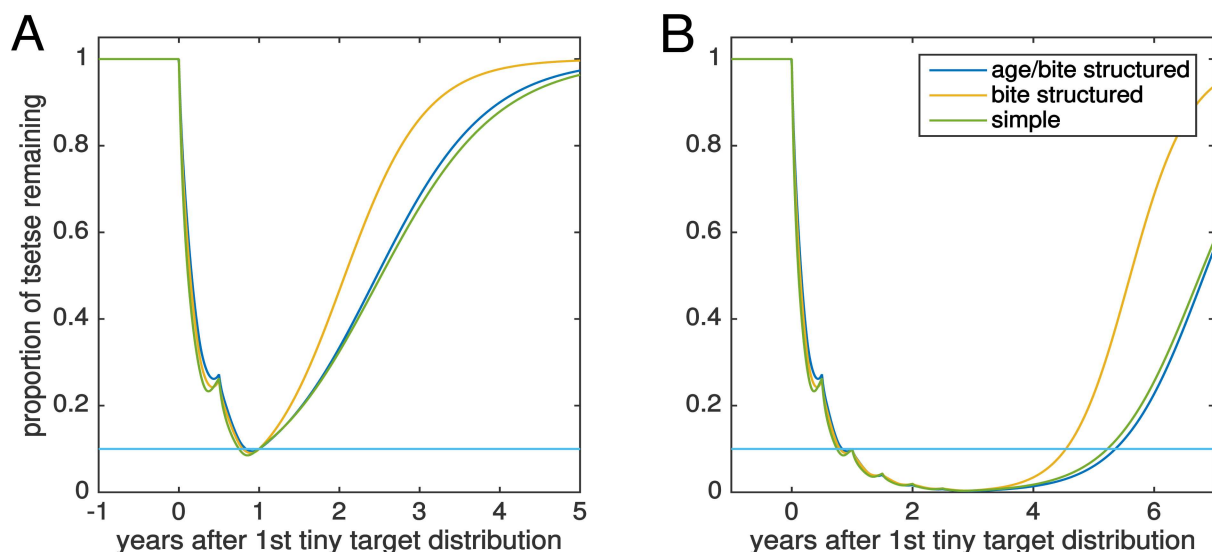 A
B
proportion of tsetse remaining
1
0.8
0.6
0.4
0.2
0
-1 0 1 2 3 4 5
years after 1st tiny target distribution
age/bite structured
bite structured
simple
1
0.8
0.6
0.4
0.2
0
0 2 4 6
years after 1st tiny target distribution